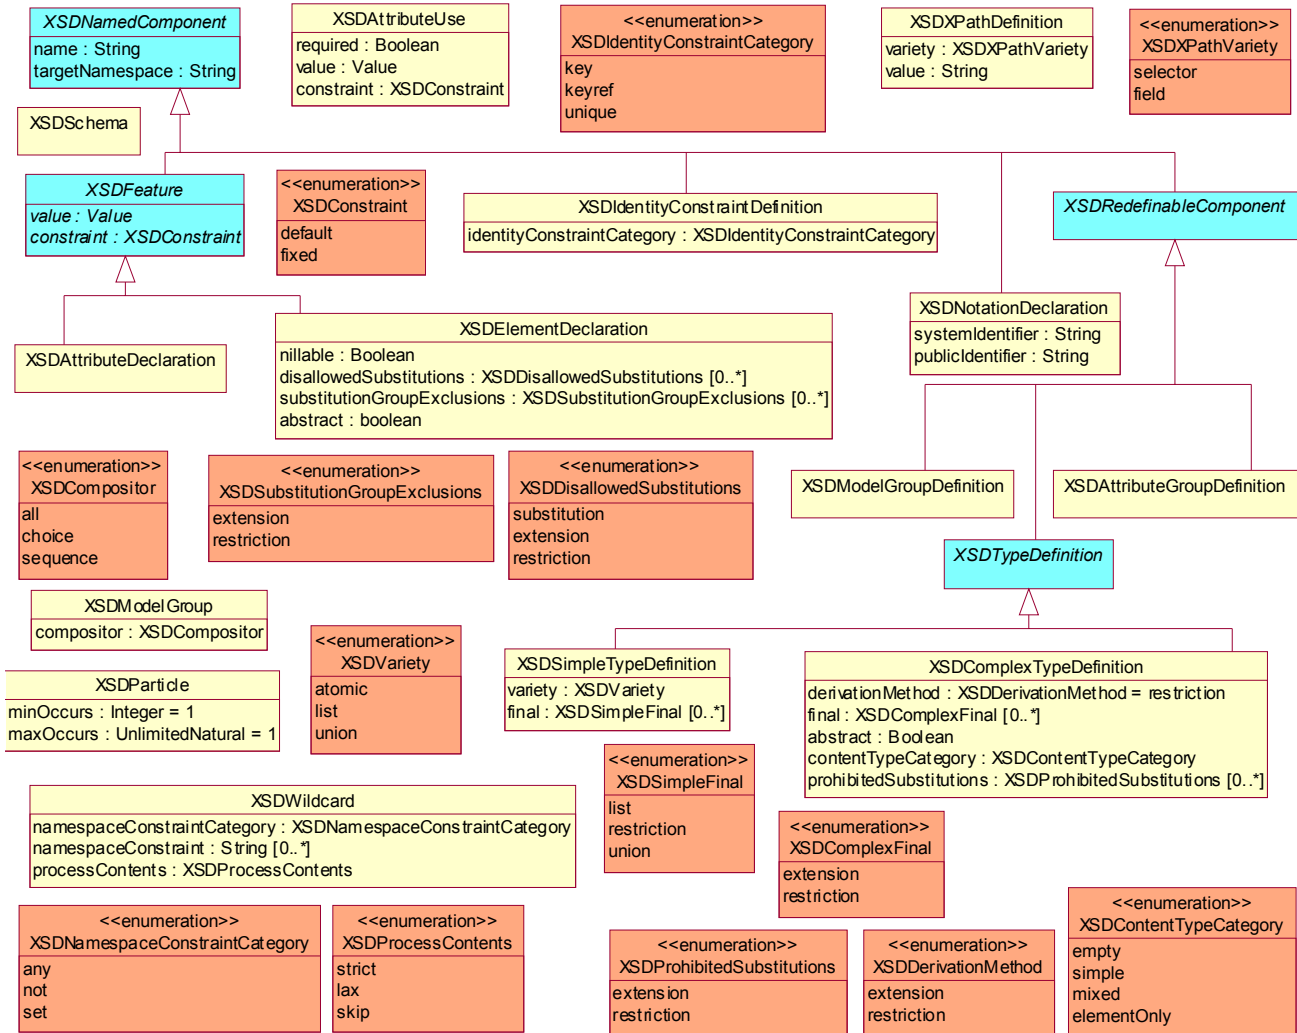 XSDNamedComponent
name : String
targetNamespace : String
XSDAttributeUse
required : Boolean
value : Value
constraint : XSDConstraint
<<enumeration>>
XSDIdentityConstraintCategory
key
keyref
unique
XSDXPathDefinition
variety : XSDXPathVariety
value : String
<<enumeration>>
XSDXPathVariety
selector
field
XSDSchema
XSDFeature
value : Value
constraint : XSDConstraint
<<enumeration>>
XSDConstraint
default
fixed
XSDIdentityConstraintDefinition
identityConstraintCategory : XSDIdentityConstraintCategory
XSDRedefinableComponent
XSDNotationDeclaration
systemIdentifier : String
publicIdentifier : String
XSDAttributeDeclaration
XSDElementDeclaration
nillable : Boolean
disallowedSubstitutions : XSDDisallowedSubstitutions [0..*]
substitutionGroupExclusions : XSDSubstitutionGroupExclusions [0..*]
abstract : boolean
<<enumeration>>
XSDCompositor
all
choice
sequence
<<enumeration>>
XSDSubstitutionGroupExclusions
extension
restriction
<<enumeration>>
XSDDisallowedSubstitutions
substitution
extension
restriction
XSDModelGroupDefinition
XSDAttributeGroupDefinition
XSDTypeDefinition
XSDModelGroup
compositor : XSDCompositor
<<enumeration>>
XSDVariety
atomic
list
union
XSDSimpleTypeDefinition
variety : XSDVariety
final : XSDSimpleFinal [0..*]
XSDComplexTypeDefinition
derivationMethod : XSDDerivationMethod = restriction
final : XSDComplexFinal [0..*]
abstract : Boolean
contentTypeCategory : XSDContentTypeCategory
prohibitedSubstitutions : XSDProhibitedSubstitutions [0..*]
XSDParticle
minOccurs : Integer = 1
maxOccurs : UnlimitedNatural = 1
<<enumeration>>
XSDSimpleFinal
list
restriction
union
XSDWildcard
namespaceConstraintCategory : XSDNamespaceConstraintCategory
namespaceConstraint : String [0..*]
processContents : XSDProcessContents
<<enumeration>>
XSDComplexFinal
extension
restriction
<<enumeration>>
XSDNamespaceConstraintCategory
any
not
set
<<enumeration>>
XSDProcessContents
strict
lax
skip
<<enumeration>>
XSDProhibitedSubstitutions
extension
restriction
<<enumeration>>
XSDDerivationMethod
extension
restriction
<<enumeration>>
XSDContentTypeCategory
empty
simple
mixed
elementOnly